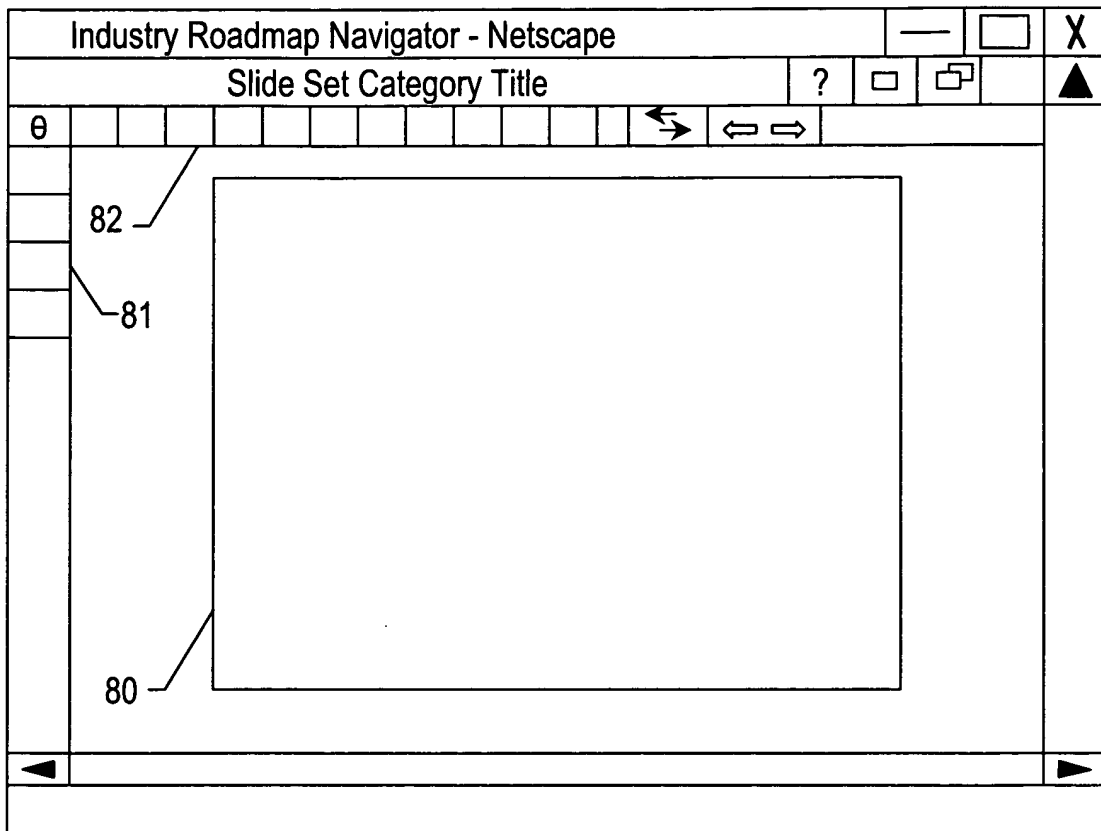 Industry Roadmap Navigator - Netscape X
Slide Set Category Title ?
θ
82
81
80